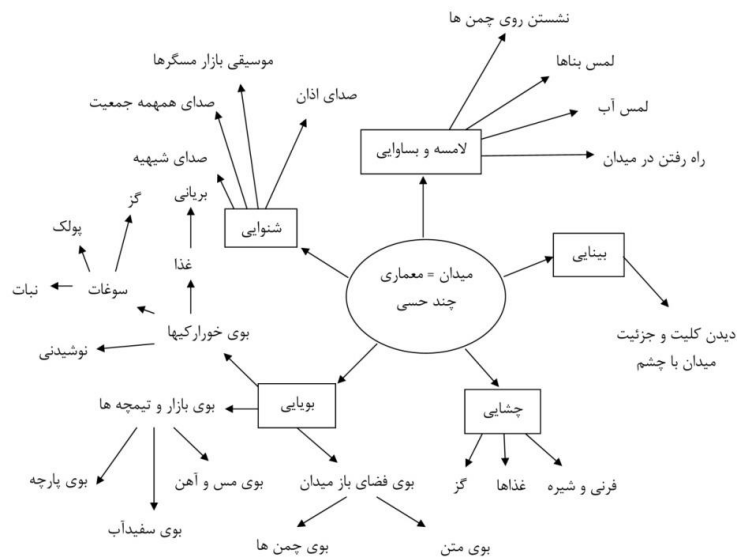 نشستن روی چمن ها
لمس بناها
لمس آب
راه رفتن در میدان
لامسه و بساوایی
موسیقی بازار مسگرها
صدای اذان
صدای همهمه جمعیت
صدای شیهیه
شنوایی
بینایی
دیدن کلیت و جزئیت
میدان با چشم
میدان = معماری
چند حسی
بریانی
غذا
گز
پولک
نبات
سوغات
بوی خوراکیها
نوشیدنی
بویایی
بوی بازار و تیمچه ها
بوی مس و آهن
بوی سفیدآب
بوی پارچه
بوی فضای باز میدان
بوی چمن ها
بوی متن
چشایی
فرنی و شیره
غذاها
گز